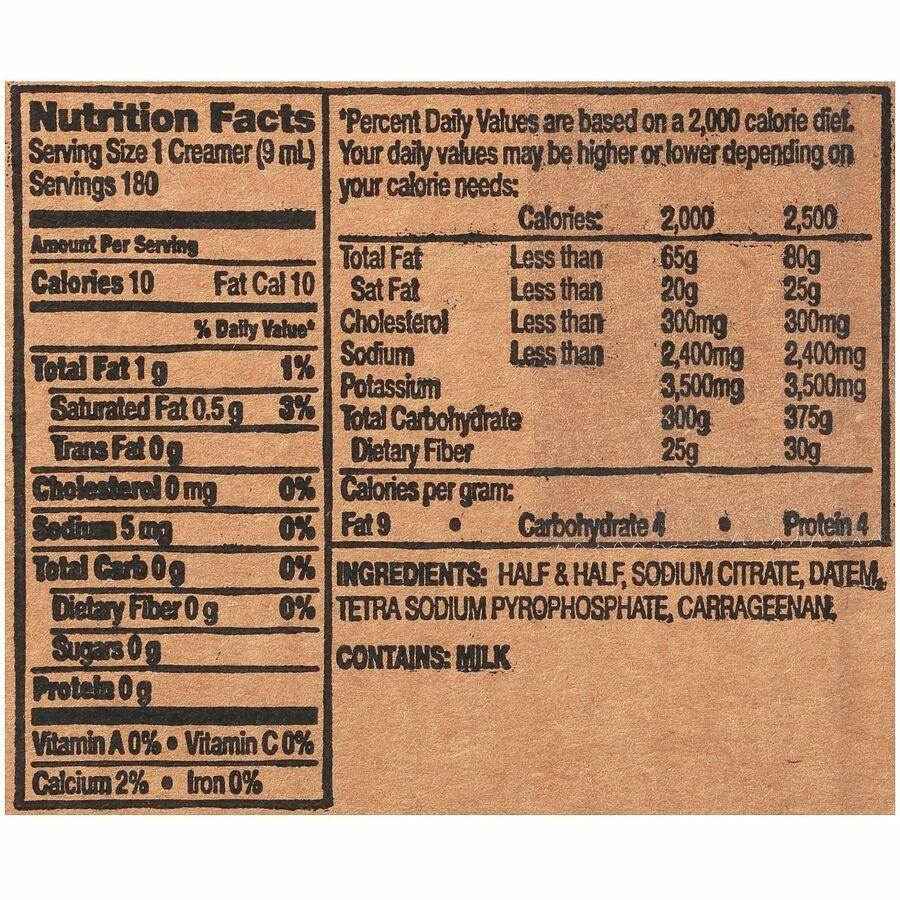 Nutrition Facts
Serving Size 1 Creamer (9 mL)
Servings 180
Amount Per Serving
Calories 10 Fat Cal 10
% Daily Value*
Total Fat 1 g 1%
Saturated Fat 0.5 g 3%
Trans Fat 0 g
Cholesterol 0 mg 0%
Sodium 5 mg 0%
Total Carb 0 g 0%
Dietary Fiber 0 g 0%
Sugars 0 g
Protein 0 g
Vitamin A 0% • Vitamin C 0%
Calcium 2% • Iron 0%
*Percent Daily Values are based on a 2,000 calorie diet.
Your daily values may be higher or lower depending on
your calorie needs:
Calories: 2,000 2,500
Total Fat Less than 65g 80g
Sat Fat Less than 20g 25g
Cholesterol Less than 300mg 300mg
Sodium Less than 2,400mg 2,400mg
Potassium 3,500mg 3,500mg
Total Carbohydrate 300g 375g
Dietary Fiber 25g 30g
Calories per gram:
Fat 9 • Carbohydrate 4 • Protein 4
INGREDIENTS: HALF & HALF, SODIUM CITRATE, DATEM,
TETRA SODIUM PYROPHOSPHATE, CARRAGEENAN.
CONTAINS: MILK